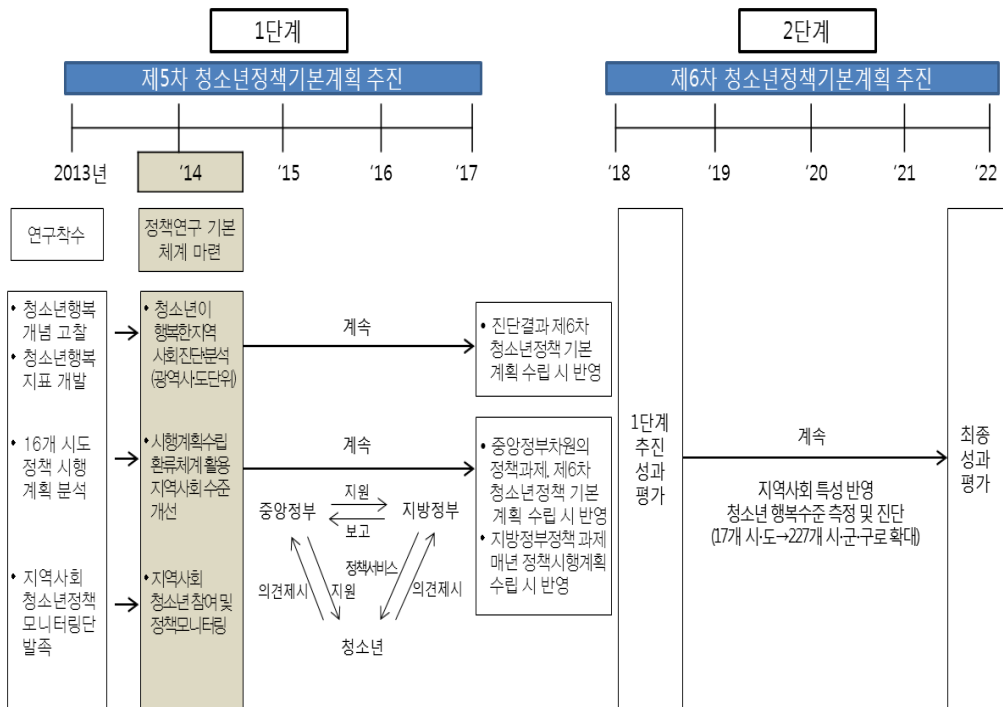 1단계
2단계
제5차 청소년정책기본계획 추진
제6차 청소년정책기본계획 추진
2013년
'14
'15
'16
'17
'18
'19
'20
'21
'22
연구착수
정책연구 기본
체계 마련
• 청소년행복
개념 고찰
• 청소년행복
지표 개발
• 청소년이
행복한지역
사회진단분석
(광역사·도단위)
계속
• 진단결과 제6차
청소년정책 기본
계획 수립 시 반영
• 16개 시도
정책 시행
계획 분석
• 시행계획수립
환류체계 활용
지역사회 수준
개선
계속
• 중앙정부차원의
정책과제, 제6차
청소년정책 기본
계획 수립 시 반영
• 지방정부정책 과제
매년 정책시행계획
수립 시 반영
중앙정부
지원
보고
지방정부
정책서비스
의견제시
지원
의견제시
청소년
• 지역사회
청소년정책
모니터링단
발족
• 지역사회
청소년 참여 및
정책모니터링
1단계
추진
성과
평가
계속
지역사회 특성 반영
청소년 행복수준 측정 및 진단
(17개 시·도→227개 시·군·구로 확대)
최종
성과
평가